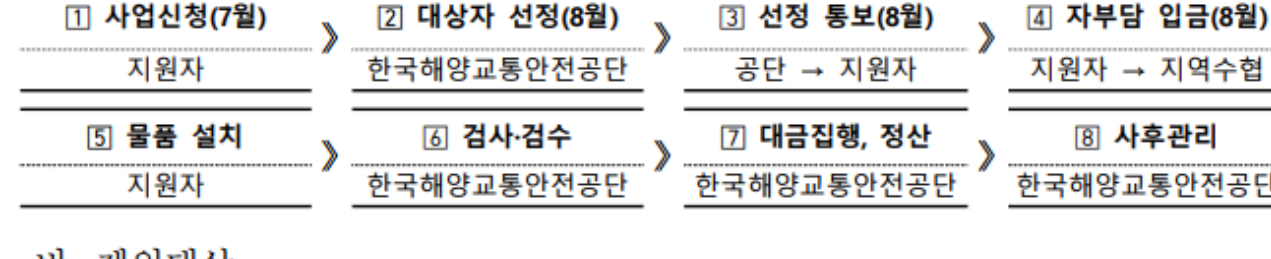 1 사업신청(7월) 》 2 대상자 선정(8월) 》 3 선정 통보(8월) 》 4 자부담 입금(8월)
지원자 한국해양교통안전공단 공단 → 지원자 지원자 → 지역수협
5 물품 설치 》 6 검사·검수 》 7 대금집행, 정산 》 8 사후관리
지원자 한국해양교통안전공단 한국해양교통안전공단 한국해양교통안전공단